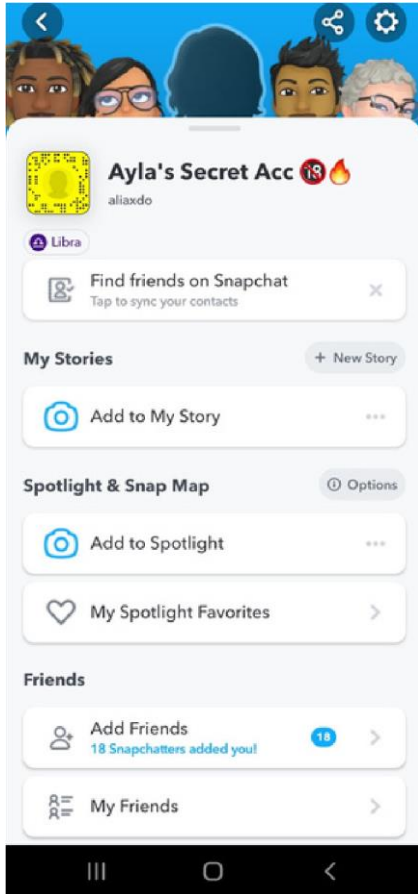 Ayla's Secret Acc 🔞🔥
aliaxdo
Libra
Find friends on Snapchat
Tap to sync your contacts
My Stories
+ New Story
Add to My Story
Spotlight & Snap Map
Options
Add to Spotlight
My Spotlight Favorites
Friends
Add Friends
18 Snapchatters added you!
18
My Friends